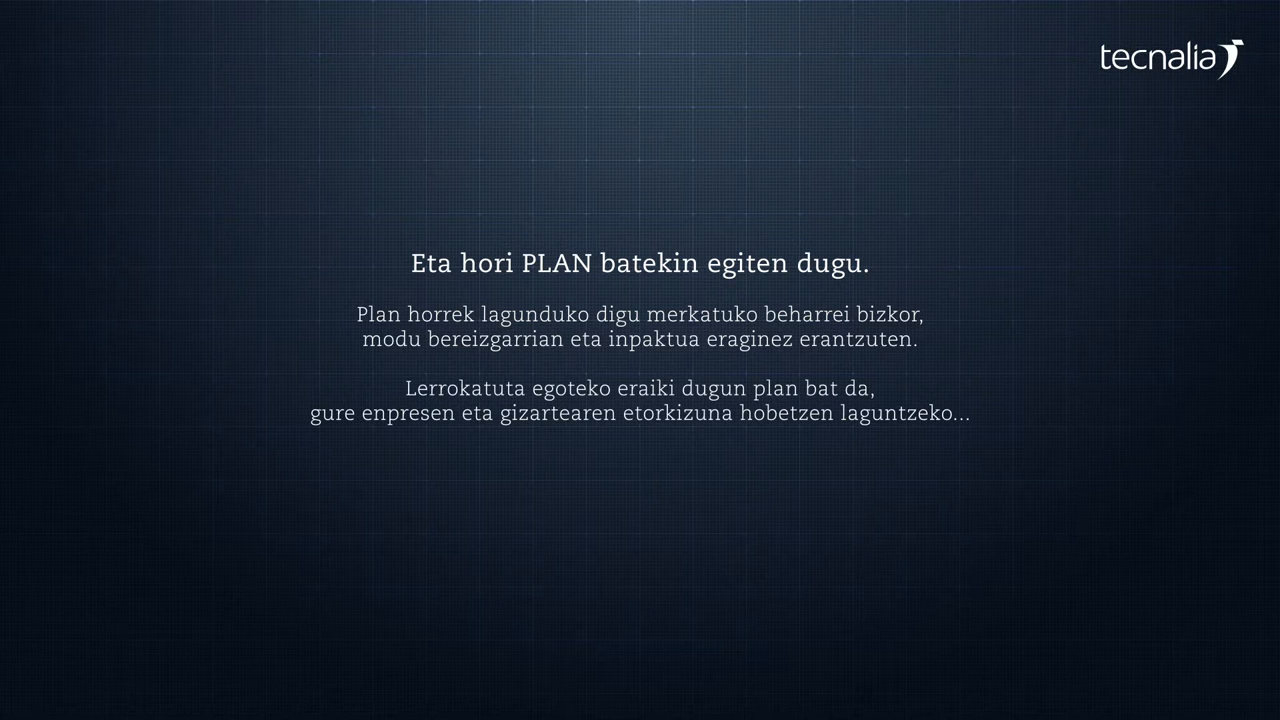 tecnalia
Eta hori PLAN batekin egiten dugu.
Plan horrek lagunduko digu merkatuko beharrei bizkor,
modu bereizgarrian eta inpaktua eraginez erantzuten.
Lerrokatuta egoteko eraiki dugun plan bat da,
gure enpresen eta gizartearen etorkizuna hobetzen laguntzeko...